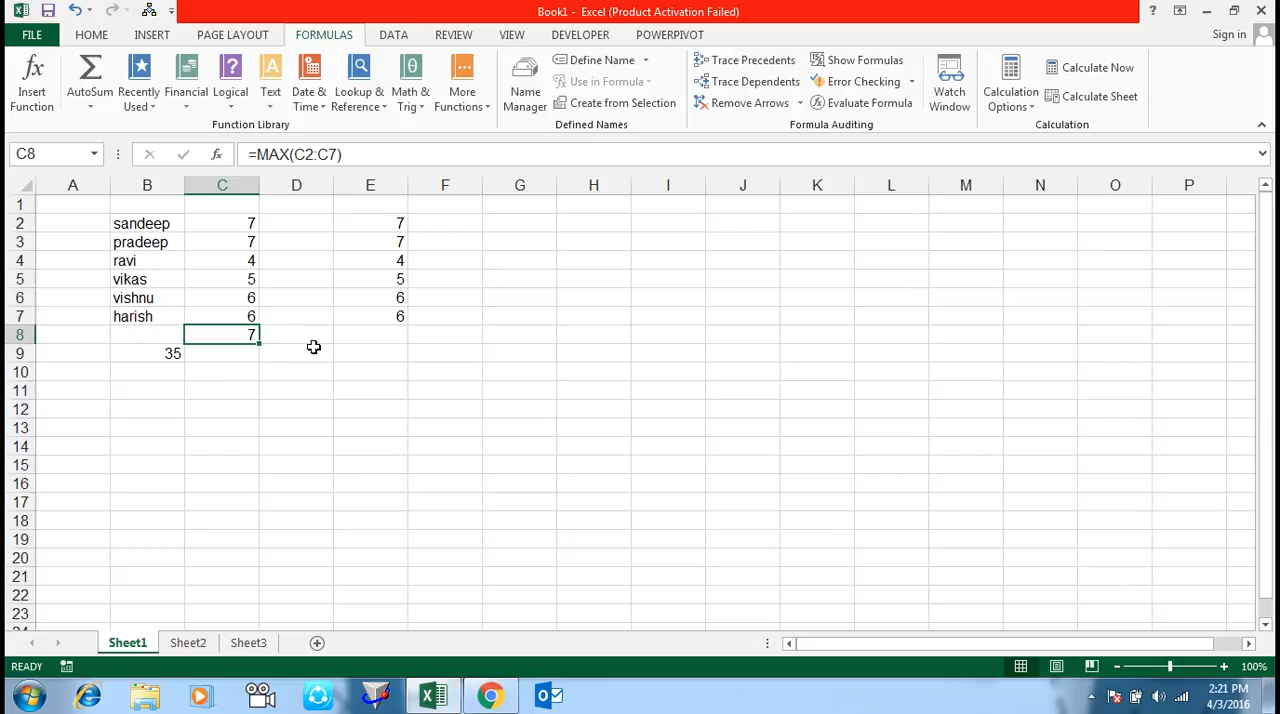 Book1 - Excel (Product Activation Failed)
?
FILE HOME INSERT PAGE LAYOUT FORMULAS DATA REVIEW VIEW DEVELOPER POWERPIVOT Sign in
fx Insert Function
Σ AutoSum
Recently Used
Financial
Logical
Text
Date & Time
Lookup & Reference
Math & Trig
More Functions
Function Library
Name Manager
Define Name
Use in Formula
Create from Selection
Defined Names
Trace Precedents
Trace Dependents
Remove Arrows
Show Formulas
Error Checking
Evaluate Formula
Watch Window
Formula Auditing
Calculation Options
Calculate Now
Calculate Sheet
Calculation
C8 fx =MAX(C2:C7)
A B C D E F G H I J K L M N O P
1
2 sandeep 7 7
3 pradeep 7 7
4 ravi 4 4
5 vikas 5 5
6 vishnu 6 6
7 harish 6 6
8 7
9 35
10
11
12
13
14
15
16
17
18
19
20
21
22
23
Sheet1 Sheet2 Sheet3
READY 100%
2:21 PM
4/3/2016